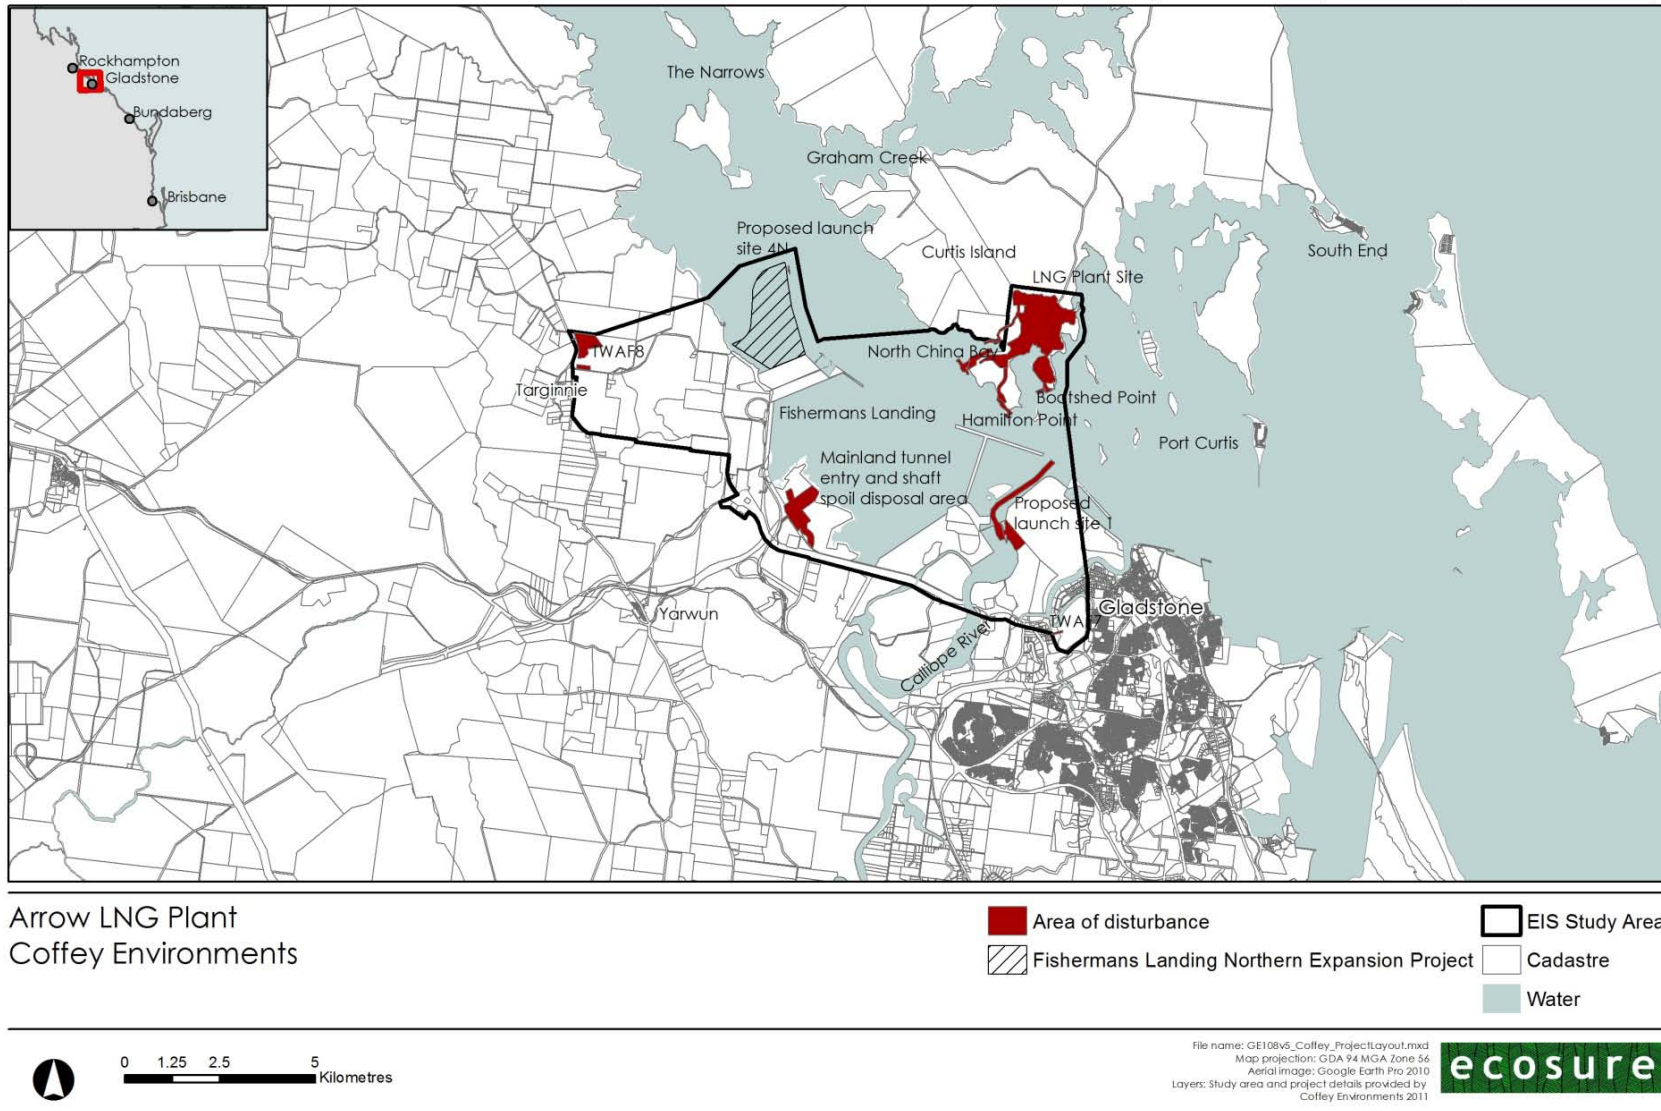 Rockhampton
Gladstone
Bundaberg
Brisbane
The Narrows
Graham Creek
Proposed launch
site 4N
Curtis Island
South End
LNG Plant Site
TWAF8
North China Bay
Targinnie
Boatshed Point
Fishermans Landing
Hamilton Point
Port Curtis
Mainland tunnel
entry and shaft
spoil disposal area
Proposed
launch site 1
Gladstone
Yarwun
TWAF7
Calliope River
Arrow LNG Plant
Coffey Environments
Area of disturbance
Fishermans Landing Northern Expansion Project
EIS Study Area
Cadastre
Water
0 1.25 2.5 5
Kilometres
File name: GE108v5_Coffey_ProjectLayout.mxd
Map projection: GDA 94 MGA Zone 56
Aerial image: Google Earth Pro 2010
Layers: Study area and project details provided by
Coffey Environments 2011
ecosure